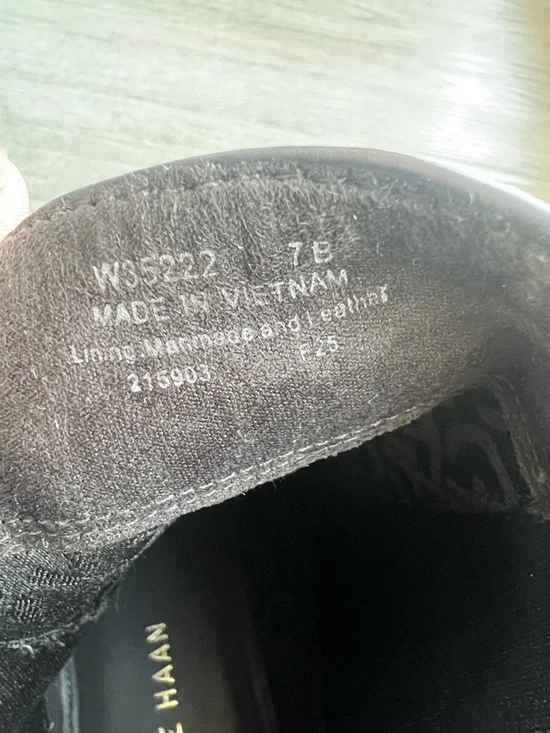 W35222 7B
MADE IN VIETNAM
Lining Manmade and Leather
215903 F25
E HAAN